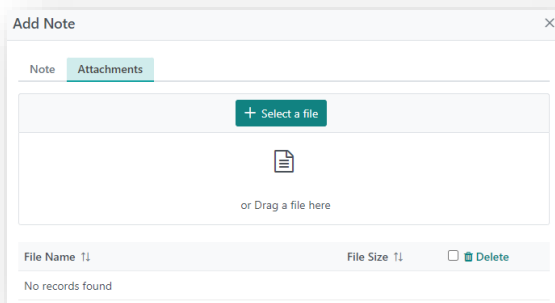 Add Note
Note Attachments
+ Select a file
or Drag a file here
File Name File Size Delete
No records found